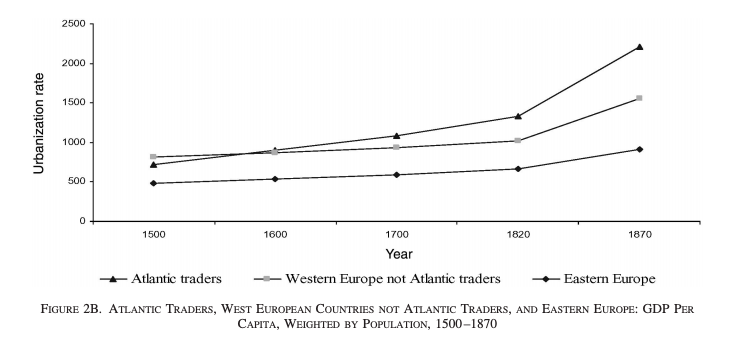 2500
2000
1500
1000
500
0
Urbanization rate
1500 1600 1700 1820 1870
Year
Atlantic traders Western Europe not Atlantic traders Eastern Europe
FIGURE 2B. ATLANTIC TRADERS, WEST EUROPEAN COUNTRIES NOT ATLANTIC TRADERS, AND EASTERN EUROPE: GDP PER
CAPITA, WEIGHTED BY POPULATION, 1500–1870